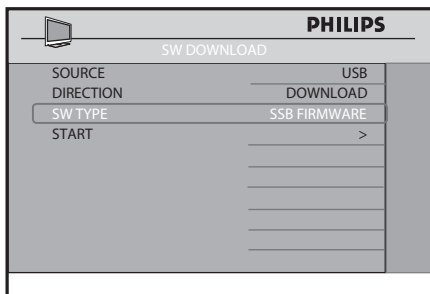 PHILIPS
SW DOWNLOAD
SOURCE USB
DIRECTION DOWNLOAD
SW TYPE SSB FIRMWARE
START >